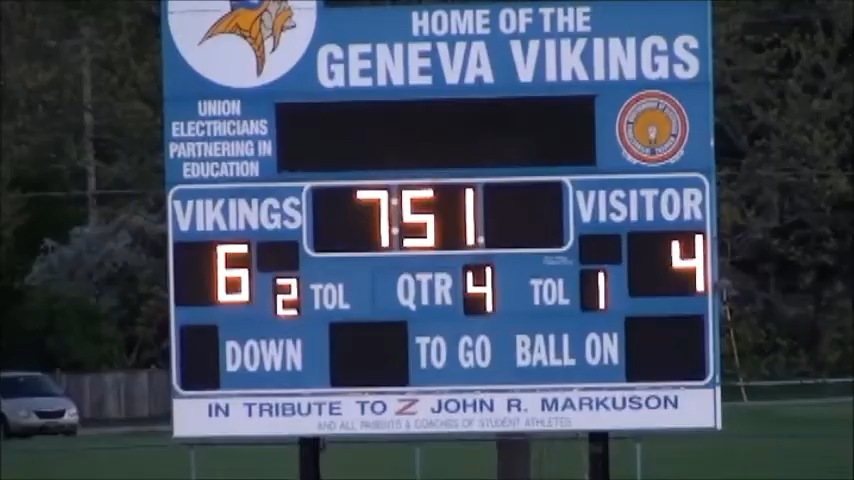 HOME OF THE
GENEVA VIKINGS
UNION
ELECTRICIANS
PARTNERING IN
EDUCATION
VIKINGS 7:51 VISITOR
6 2 TOL QTR 4 TOL 1 4
DOWN TO GO BALL ON
IN TRIBUTE TO Z JOHN R. MARKUSON
AND ALL PARENTS & COACHES OF STUDENT ATHLETES